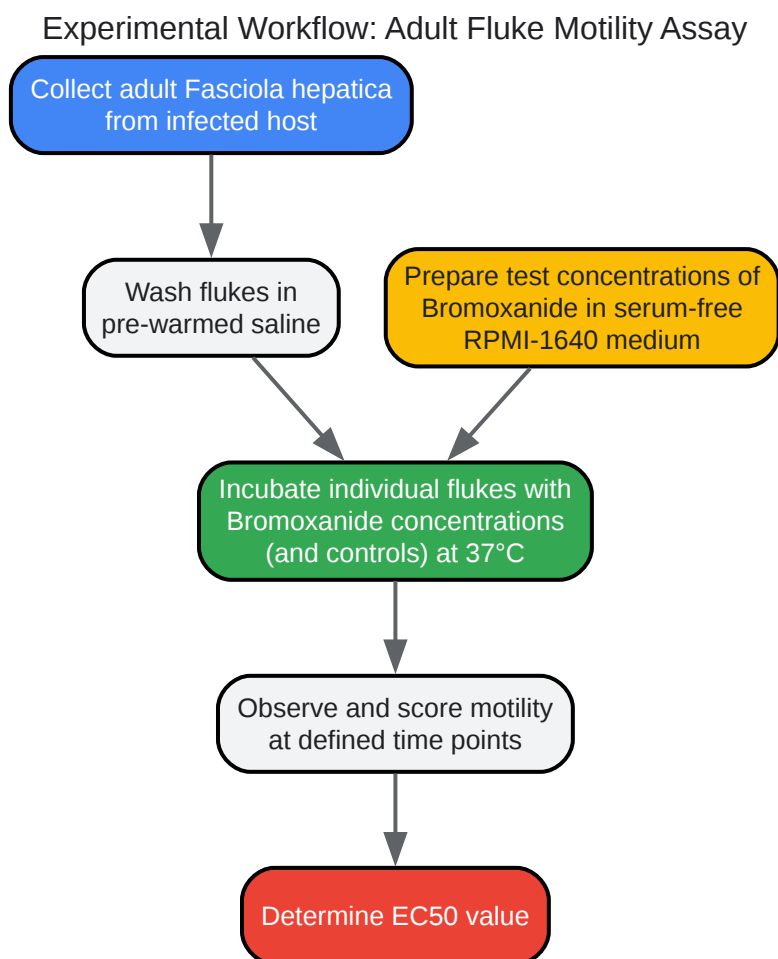 Experimental Workflow: Adult Fluke Motility Assay
Collect adult Fasciola hepatica
from infected host
Wash flukes in
pre-warmed saline
Prepare test concentrations of
Bromoxanide in serum-free
RPMI-1640 medium
Incubate individual flukes with
Bromoxanide concentrations
(and controls) at 37°C
Observe and score motility
at defined time points
Determine EC50 value